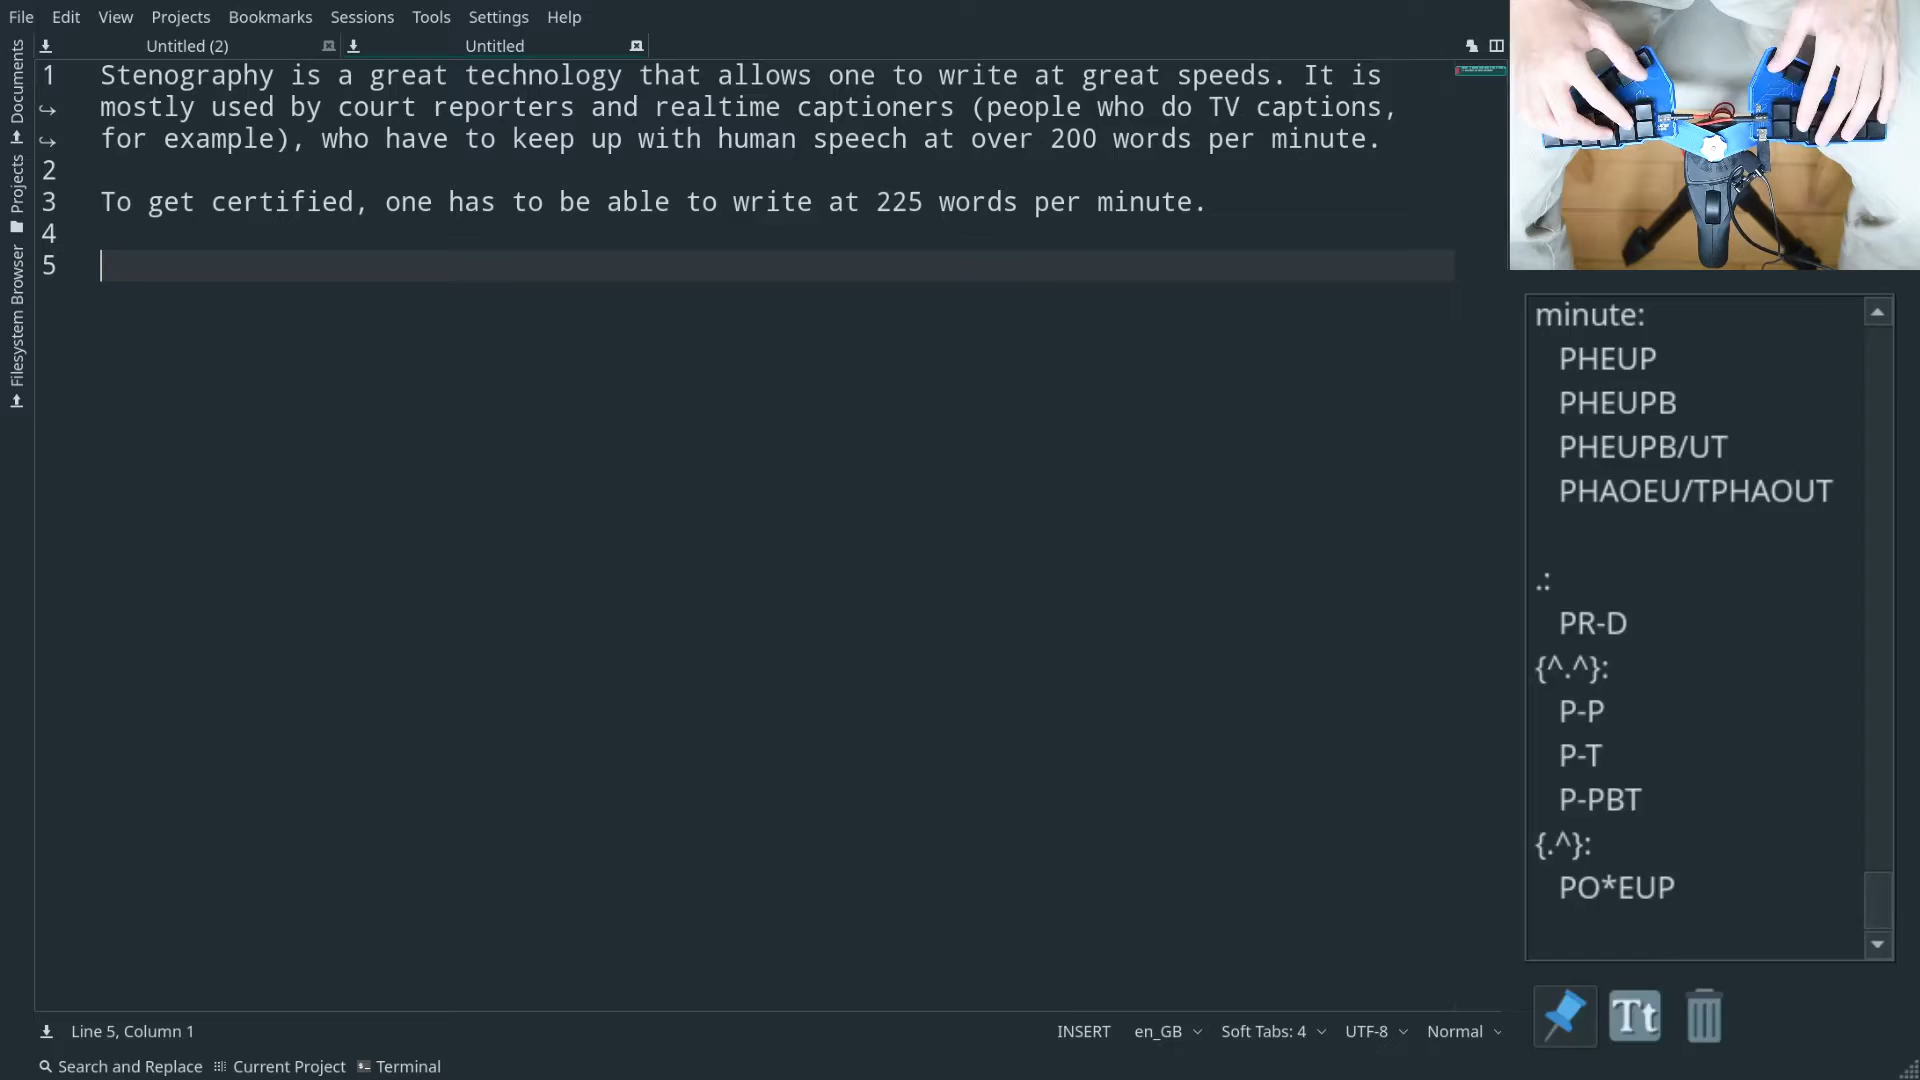 File Edit View Projects Bookmarks Sessions Tools Settings Help
Untitled (2) Untitled
Documents
Projects
Filesystem Browser
1 Stenography is a great technology that allows one to write at great speeds. It is
mostly used by court reporters and realtime captioners (people who do TV captions,
for example), who have to keep up with human speech at over 200 words per minute.
2
3 To get certified, one has to be able to write at 225 words per minute.
4
5
minute:
PHEUP
PHEUPB
PHEUPB/UT
PHAOEU/TPHAOUT
.:
PR-D
{^.^}:
P-P
P-T
P-PBT
{.^}:
PO*EUP
Tt
Line 5, Column 1 INSERT en_GB Soft Tabs: 4 UTF-8 Normal
Search and Replace Current Project Terminal